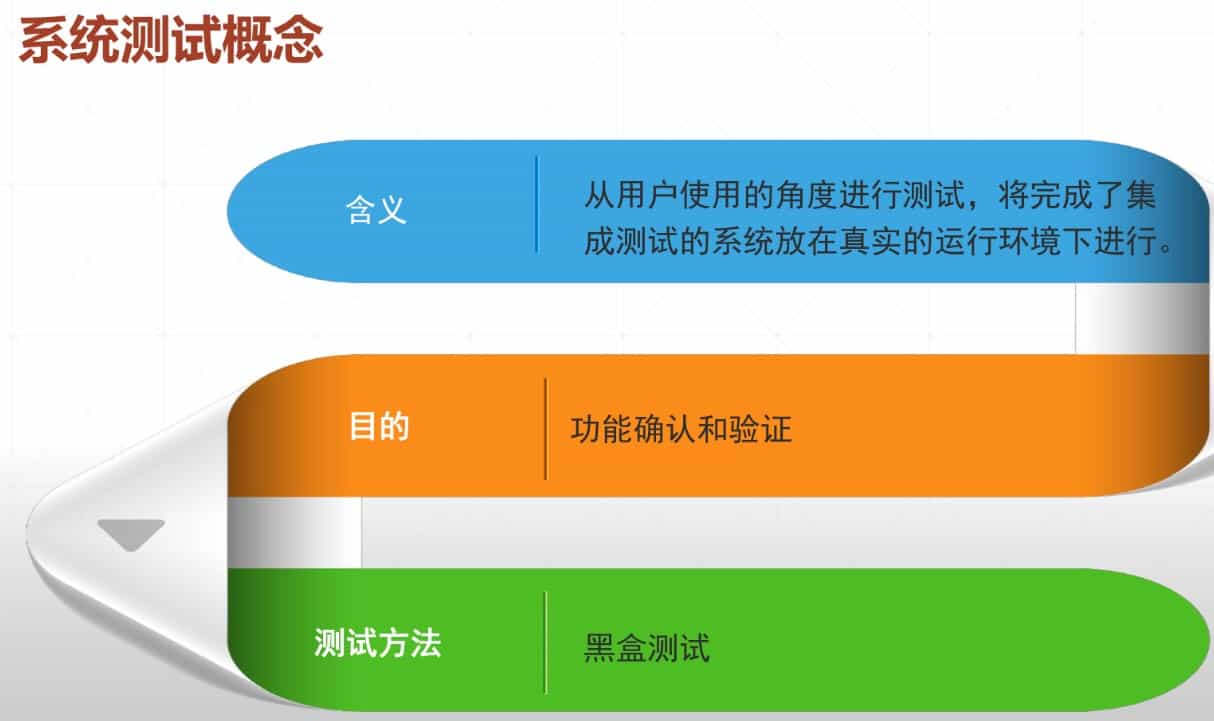 系统测试概念
含义
从用户使用的角度进行测试，将完成了集
成测试的系统放在真实的运行环境下进行。
目的
功能确认和验证
测试方法
黑盒测试